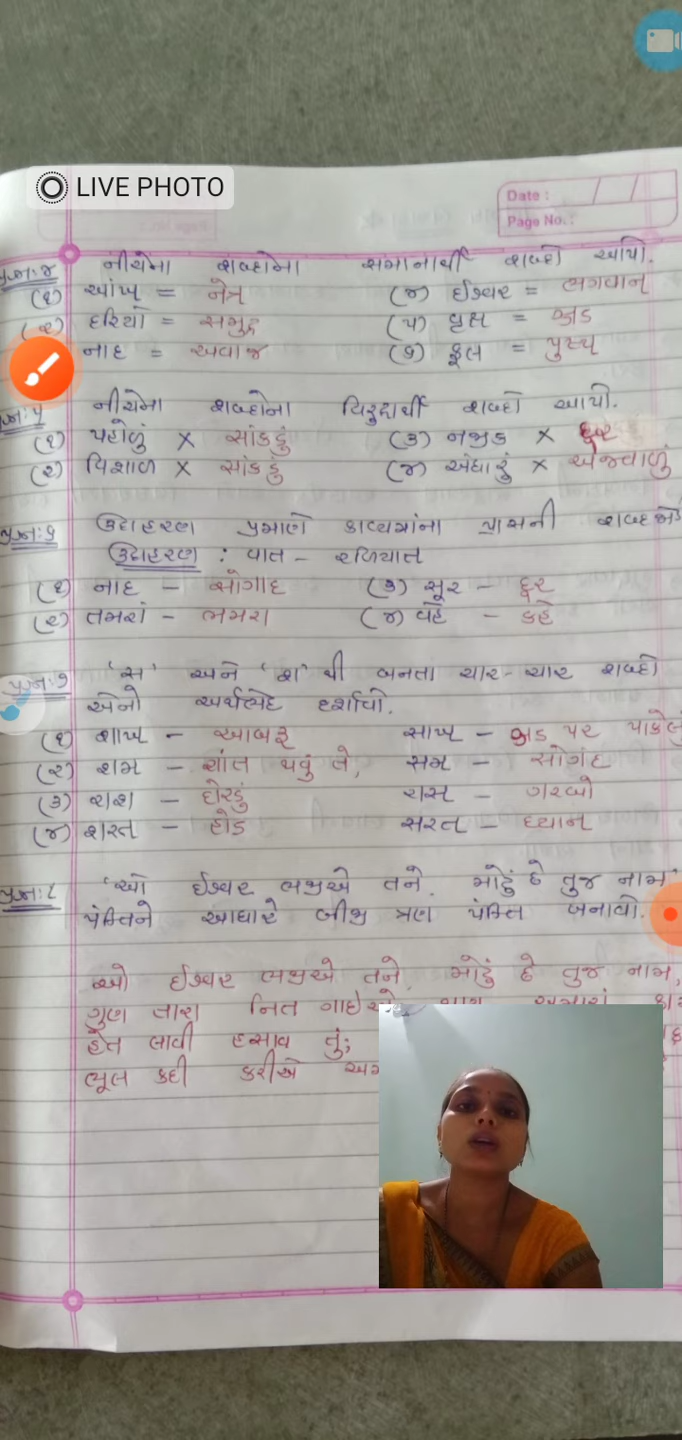 LIVE PHOTO
Date :
Page No. :
પ્રશ્ન:૪ નીચેના શબ્દોના સમાનાર્થી શબ્દો આપો.
(૧) આંખ = નેત્ર (૪) ઈશ્વર = ભગવાન
(૨) દરિયો = સમુદ્ર (૫) વૃક્ષ = ઝાડ
નાદ = અવાજ (૬) ફૂલ = પુષ્પ
પ્રશ્ન:૫ નીચેના શબ્દોના વિરુદ્ધાર્થી શબ્દો આપો.
(૧) પહોળું × સાંકડું (૩) નજીક × દૂર
(૨) વિશાળ × સાંકડું (૪) અંધારું × અજવાળું
પ્રશ્ન:૬ ઉદાહરણ પ્રમાણે કાવ્યમાંના પ્રાસની
ઉદાહરણ : વાત - રળિયાત
(૧) નાદ - સોગાદ (૩) સૂર - દૂર
(૨) તમરાં - ભમરા (૪) વહે - કહે
પ્રશ્ન:૭ 'સ' અને 'શ' થી બનતા ચાર-ચાર શબ્દો
એનો અર્થભેદ દર્શાવો.
(૧) શાખ - આબરૂ સાખ - ઝાડ પર પાકેલું
(૨) શમ - શાંત થવું તે, સમ - સોગંદ
(૩) રાશ - દોરડું રાસ - ગરબો
(૪) શરત - હોડ સરત - ધ્યાન
પ્રશ્ન:૮ 'ઓ ઈશ્વર ભજીએ તને, મોટું છે તુજ નામ'
પંક્તિને આધારે બીજી ત્રણ પંક્તિ બનાવો.
ઓ ઈશ્વર ભજીએ તને, મોટું છે તુજ નામ,
ગુણ તારા નિત ગાઈએ
હેત લાવી હસાવ તું;
ભૂલ કદી કરીએ